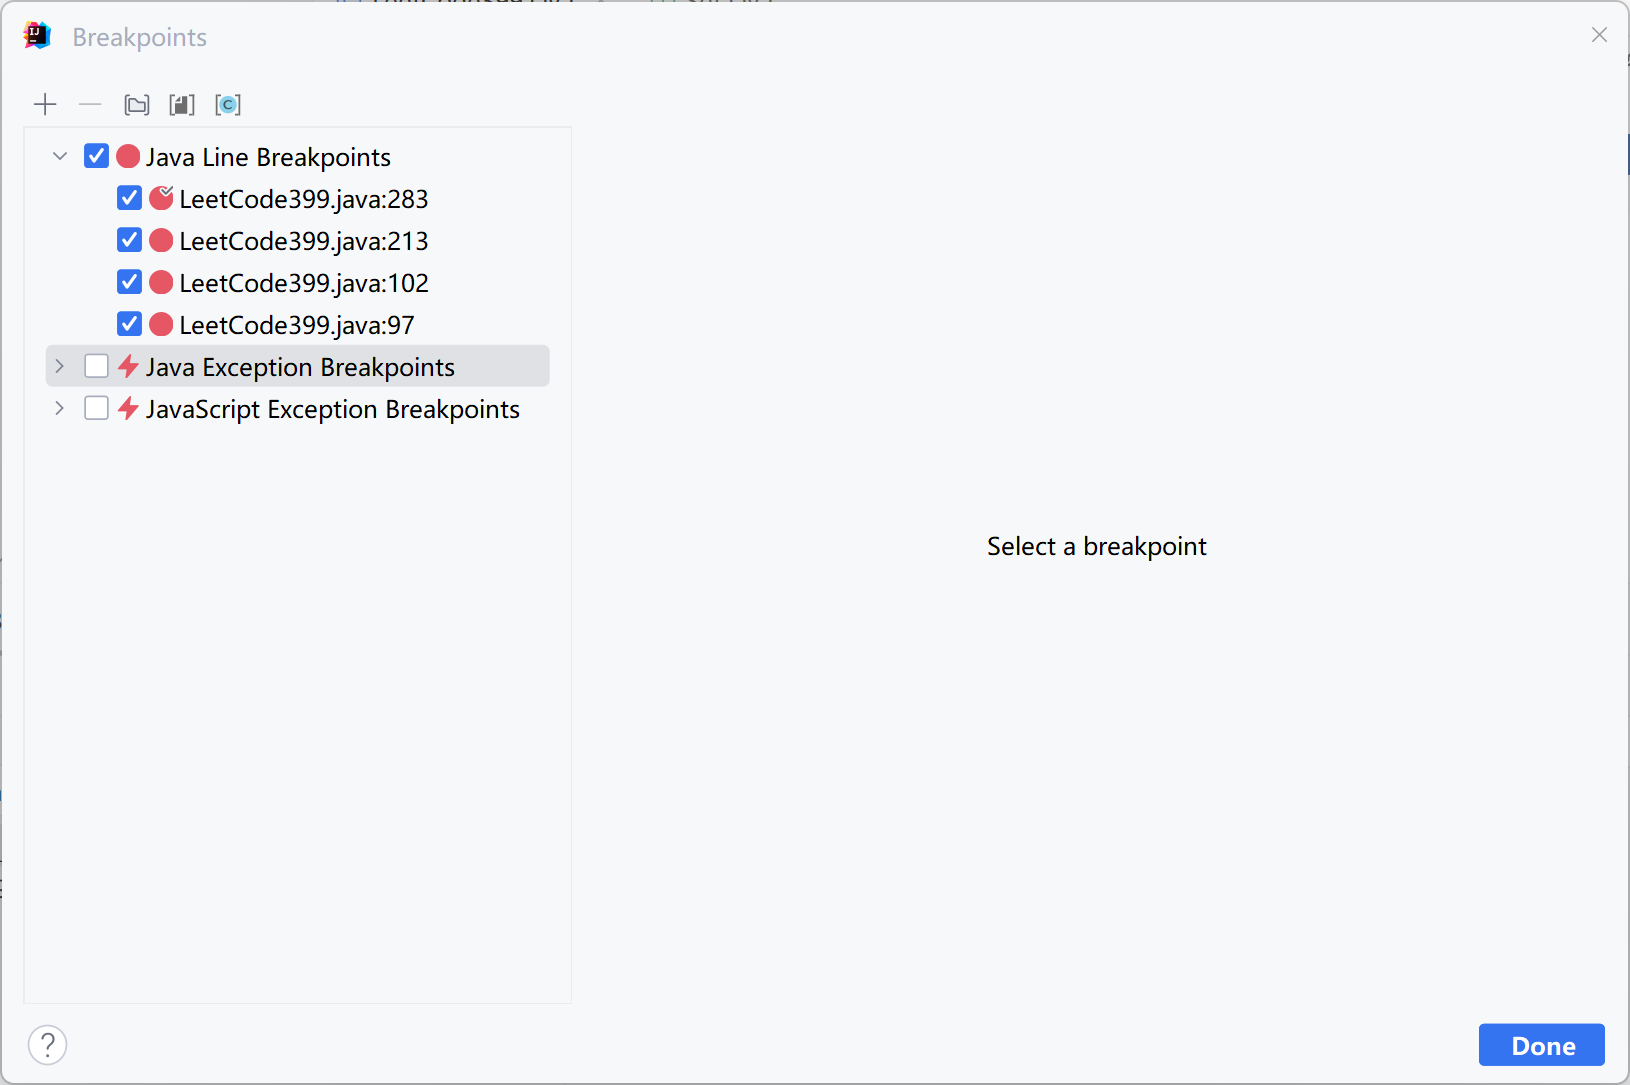 Breakpoints
Java Line Breakpoints
LeetCode399.java:283
LeetCode399.java:213
LeetCode399.java:102
LeetCode399.java:97
Java Exception Breakpoints
JavaScript Exception Breakpoints
Select a breakpoint
?
Done